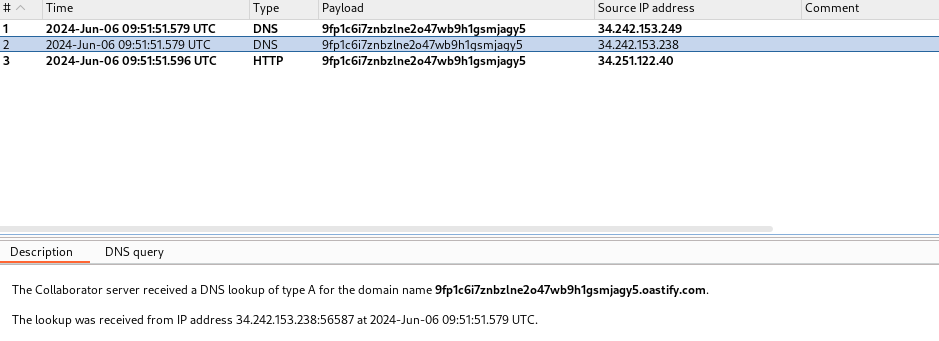 # Time Type Payload Source IP address Comment
1 2024-Jun-06 09:51:51.579 UTC DNS 9fp1c6i7znbzlne2o47wb9h1gsmjagy5 34.242.153.249
2 2024-Jun-06 09:51:51.579 UTC DNS 9fp1c6i7znbzlne2o47wb9h1gsmjagy5 34.242.153.238
3 2024-Jun-06 09:51:51.596 UTC HTTP 9fp1c6i7znbzlne2o47wb9h1gsmjagy5 34.251.122.40
Description DNS query
The Collaborator server received a DNS lookup of type A for the domain name 9fp1c6i7znbzlne2o47wb9h1gsmjagy5.oastify.com.
The lookup was received from IP address 34.242.153.238:56587 at 2024-Jun-06 09:51:51.579 UTC.